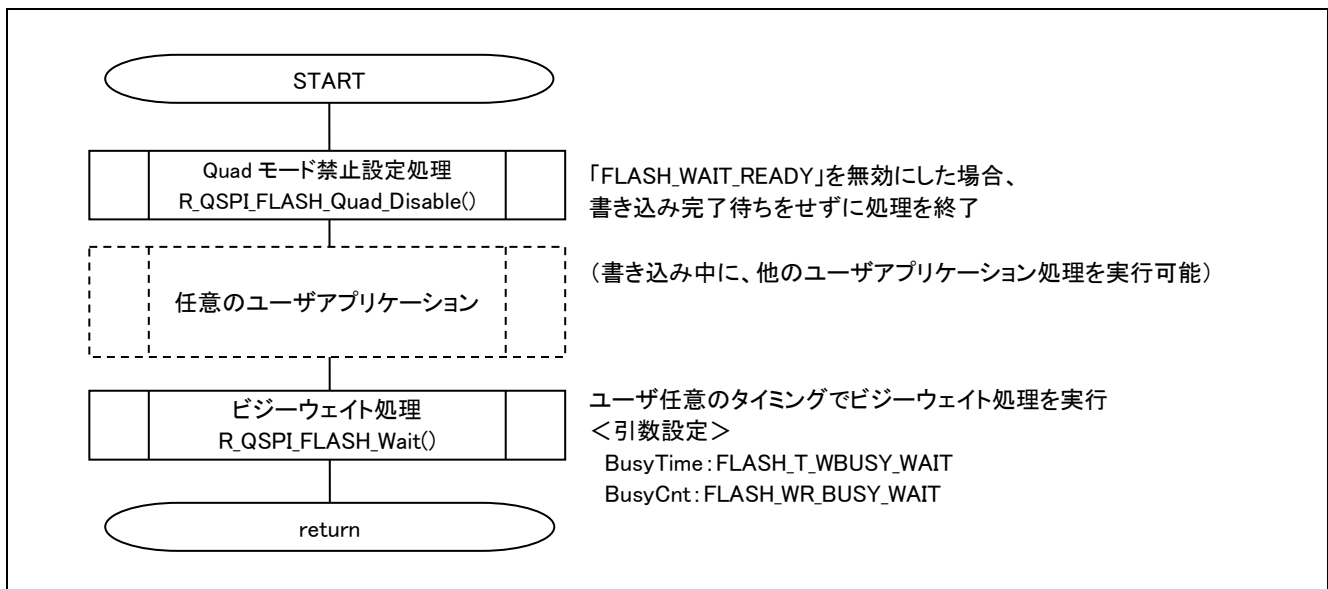 START
Quad モード禁止設定処理
R_QSPI_FLASH_Quad_Disable()
「FLASH_WAIT_READY」を無効にした場合、
書き込み完了待ちをせずに処理を終了
（書き込み中に、他のユーザアプリケーション処理を実行可能）
任意のユーザアプリケーション
ビジーウェイト処理
R_QSPI_FLASH_Wait()
ユーザ任意のタイミングでビジーウェイト処理を実行
＜引数設定＞
BusyTime：FLASH_T_WBUSY_WAIT
BusyCnt：FLASH_WR_BUSY_WAIT
return